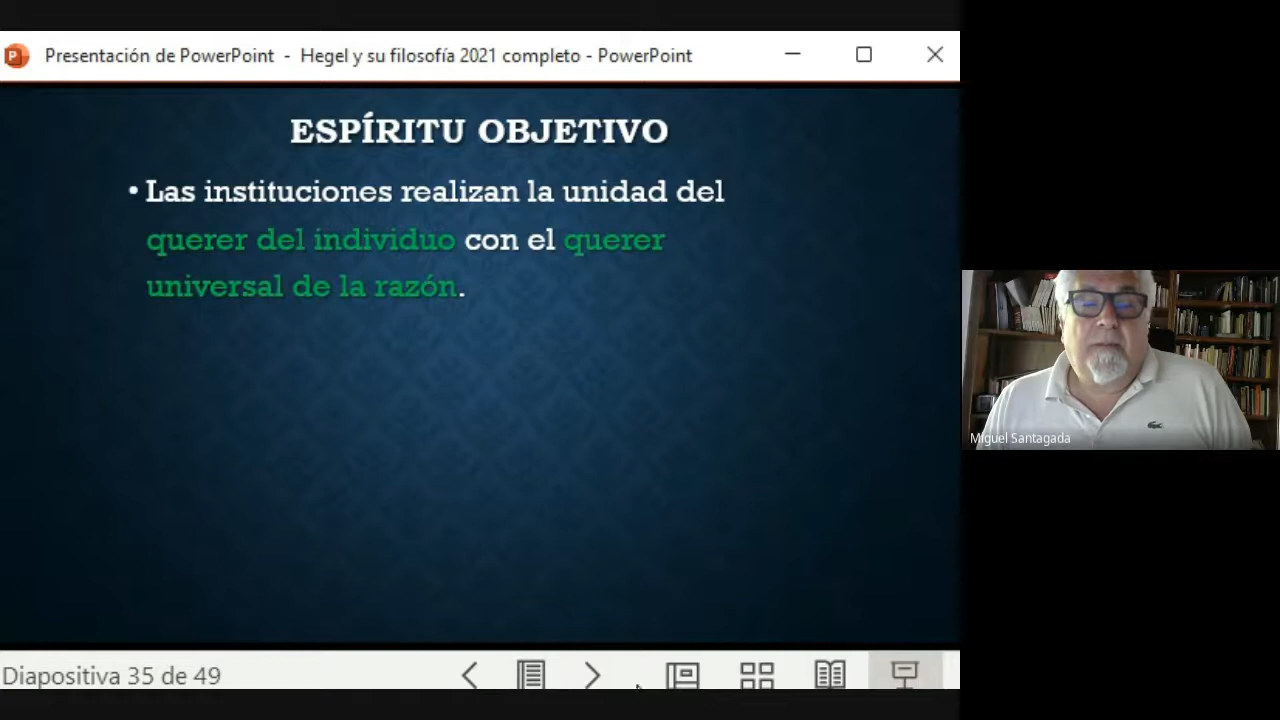 Presentación de PowerPoint - Hegel y su filosofía 2021 completo - PowerPoint
ESPÍRITU OBJETIVO
• Las instituciones realizan la unidad del
querer del individuo con el querer
universal de la razón.
Miguel Santagada
Diapositiva 35 de 49